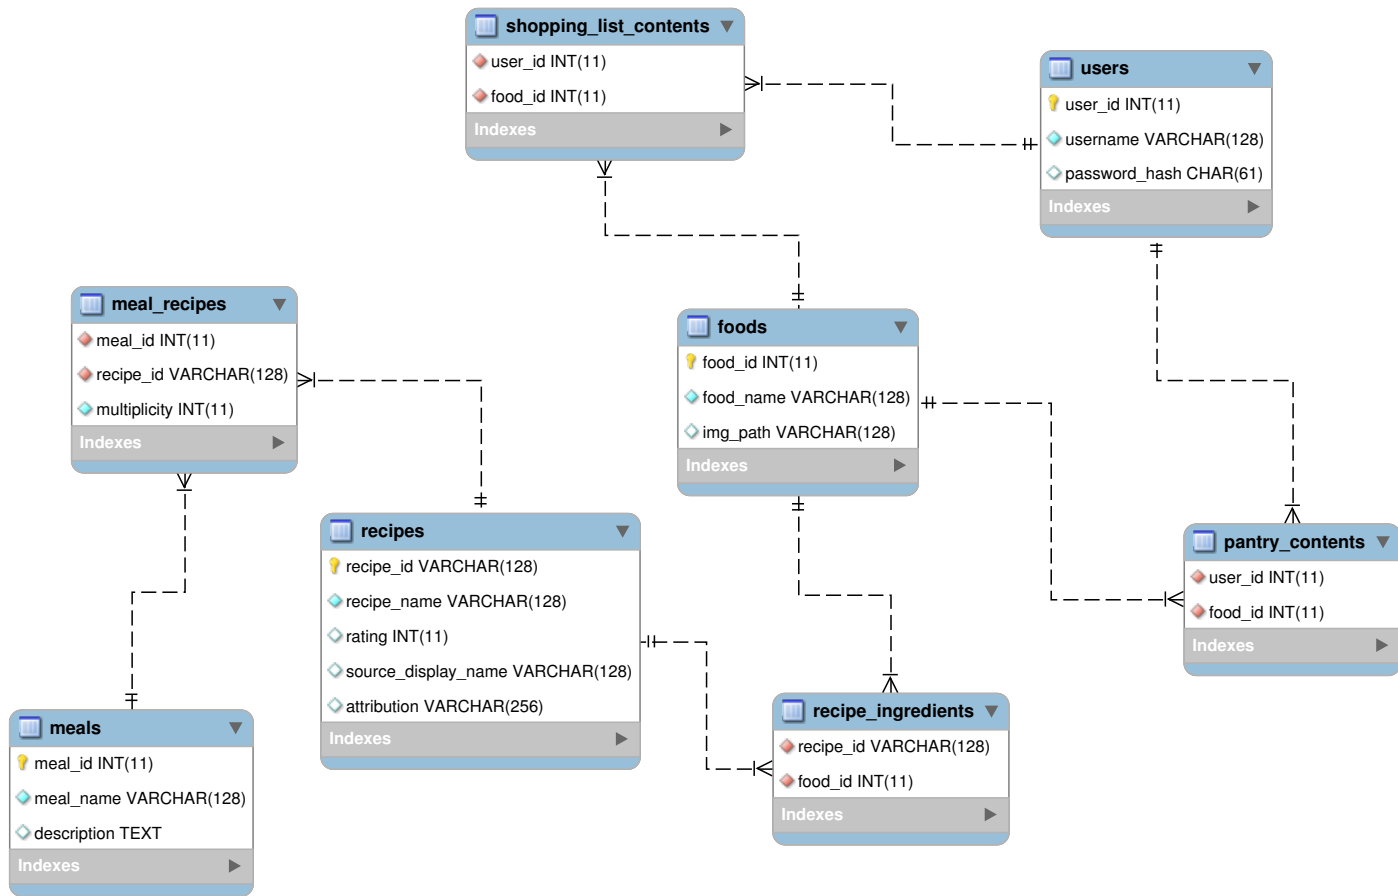 shopping_list_contents
user_id INT(11)
food_id INT(11)
Indexes
users
user_id INT(11)
username VARCHAR(128)
password_hash CHAR(61)
Indexes
meal_recipes
meal_id INT(11)
recipe_id VARCHAR(128)
multiplicity INT(11)
Indexes
foods
food_id INT(11)
food_name VARCHAR(128)
img_path VARCHAR(128)
Indexes
recipes
recipe_id VARCHAR(128)
recipe_name VARCHAR(128)
rating INT(11)
source_display_name VARCHAR(128)
attribution VARCHAR(256)
Indexes
pantry_contents
user_id INT(11)
food_id INT(11)
Indexes
meals
meal_id INT(11)
meal_name VARCHAR(128)
description TEXT
Indexes
recipe_ingredients
recipe_id VARCHAR(128)
food_id INT(11)
Indexes